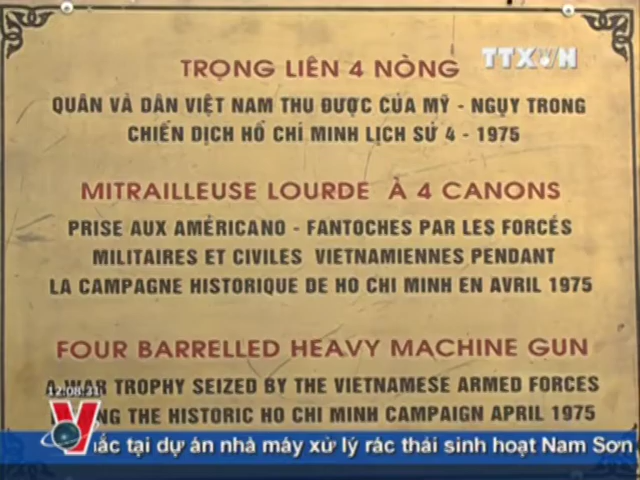 TTXVN
TRỌNG LIÊN 4 NÒNG
QUÂN VÀ DÂN VIỆT NAM THU ĐƯỢC CỦA MỸ - NGỤY TRONG
CHIẾN DỊCH HỒ CHÍ MINH LỊCH SỬ 4 - 1975
MITRAILLEUSE LOURDE À 4 CANONS
PRISE AUX AMÉRICANO - FANTOCHES PAR LES FORCÉS
MILITAIRES ET CIVILES VIETNAMIENNES PENDANT
LA CAMPAGNE HISTORIQUE DE HO CHI MINH EN AVRIL 1975
FOUR BARRELLED HEAVY MACHINE GUN
A WAR TROPHY SEIZED BY THE VIETNAMESE ARMED FORCES
THE HISTORIC HO CHI MINH CAMPAIGN APRIL 1975
12:08:31
V
tại dự án nhà máy xử lý rác thải sinh hoạt Nam Sơn